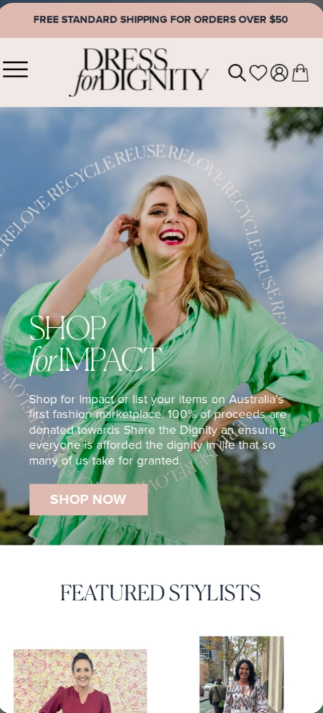 FREE STANDARD SHIPPING FOR ORDERS OVER $50
DRESS
for DIGNITY
RELOVE RECYCLE REUSE RELOVE RECYCLE REUSE RE
SHOP
for IMPACT
Shop for Impact or list your items on Australia's
first fashion marketplace. 100% of proceeds are
donated towards Share the Dignity an ensuring
everyone is afforded the dignity in life that so
many of us take for granted.
SHOP NOW
FEATURED STYLISTS